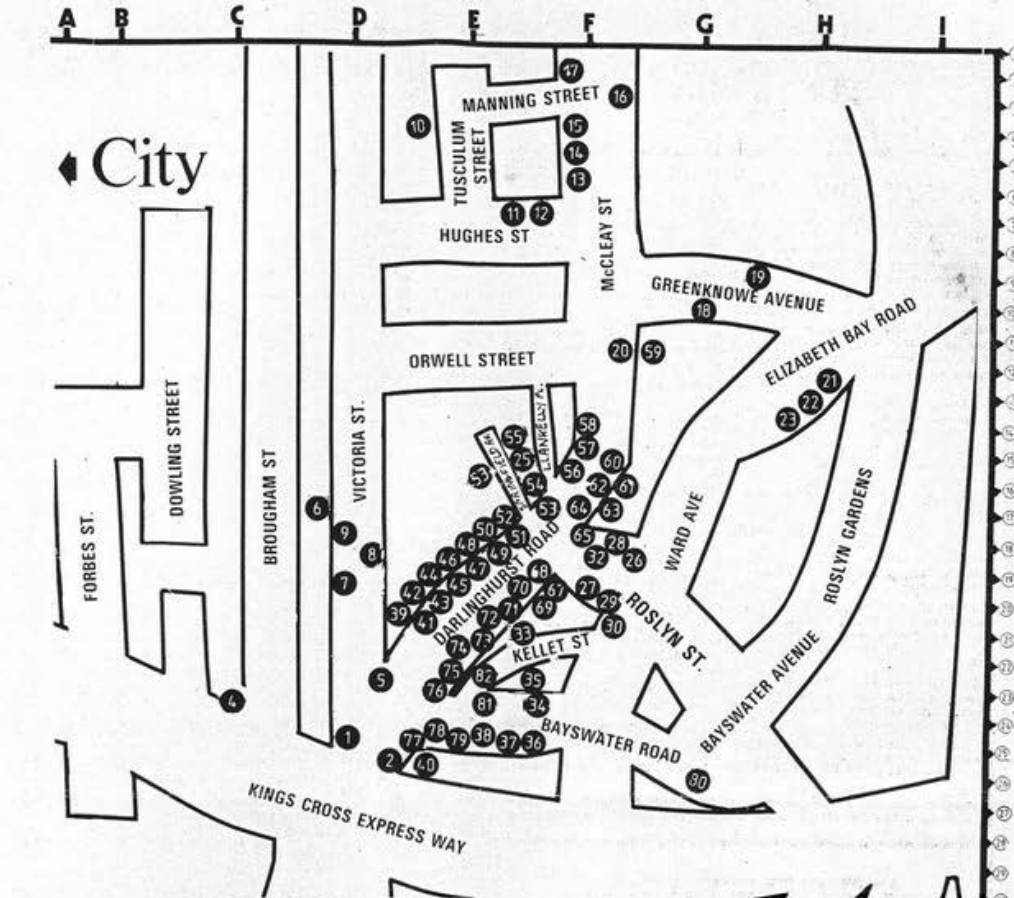 A B C D E F G H I
City
47
MANNING STREET
16
10
TUSCULUM
STREET
15
14
13
11 12
HUGHES ST
McCLEAY ST
19
GREENKNOWE AVENUE
18
ELIZABETH BAY ROAD
20 59
ORWELL STREET
21
22
23
LLANKELLY
DOWLING STREET
VICTORIA ST.
BROUGHAM ST
FORBES ST.
58
57
55
25
56
60
53
54
62 61
53
64 63
6
52
9
50 51
65 28
8
48 49
32 26
46 47
DARLINGHURST ROAD
WARD AVE
ROSLYN GARDENS
7
44 45
68
70 67
27
29
42 43
71 69
30
39 41
72
33
ROSLYN ST.
74 73
KELLET ST
5
75 82
35
76
81 34
4
BAYSWATER ROAD
BAYSWATER AVENUE
1
77 78 79 38 37 36
2 40
80
KINGS CROSS EXPRESS WAY